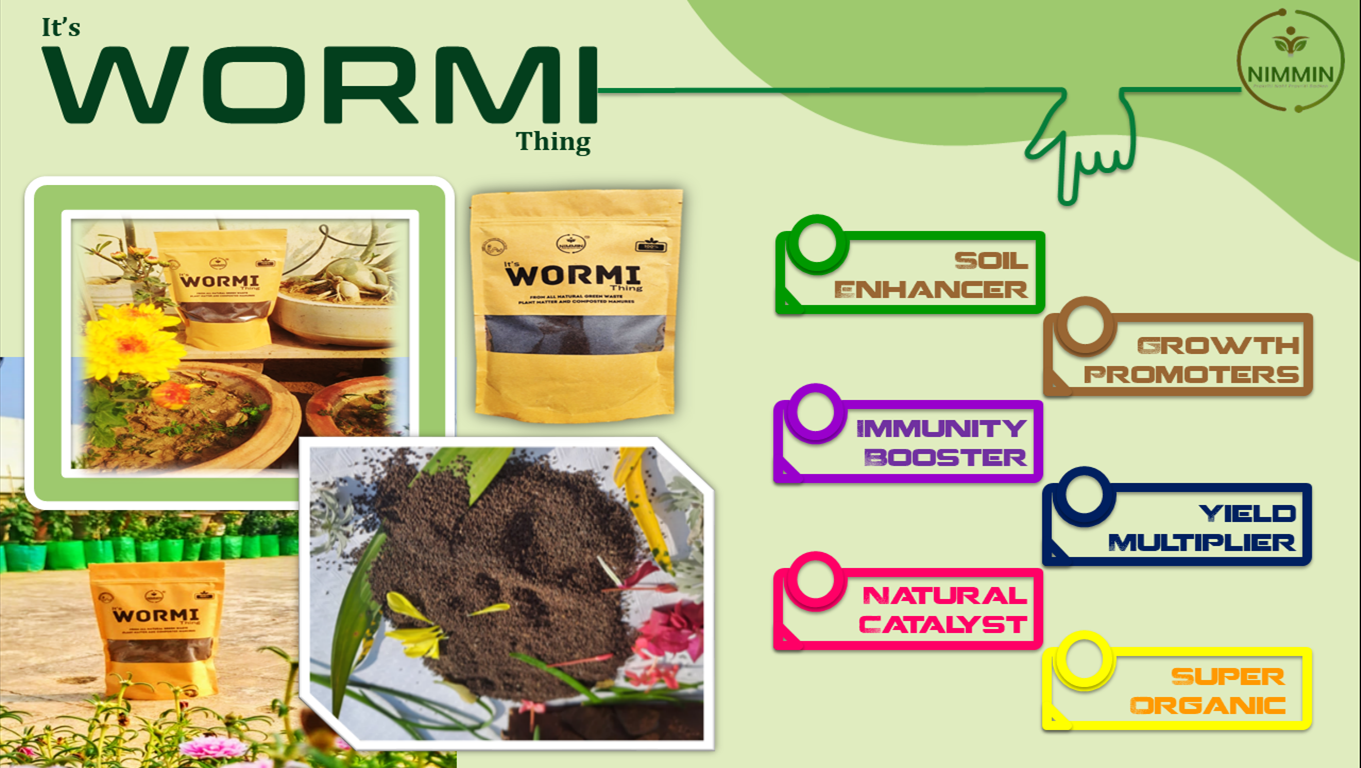 It's
WORMI
Thing
NIMMIN
WORMI
Thing
NIMMIN
It's
WORMI
Thing
FROM ALL NATURAL GREEN WASTE
PLANT MATTER AND COMPOSTED MANURES
It's
WORMI
Thing
SOIL
ENHANCER
GROWTH
PROMOTERS
IMMUNITY
BOOSTER
YIELD
MULTIPLIER
NATURAL
CATALYST
SUPER
ORGANIC